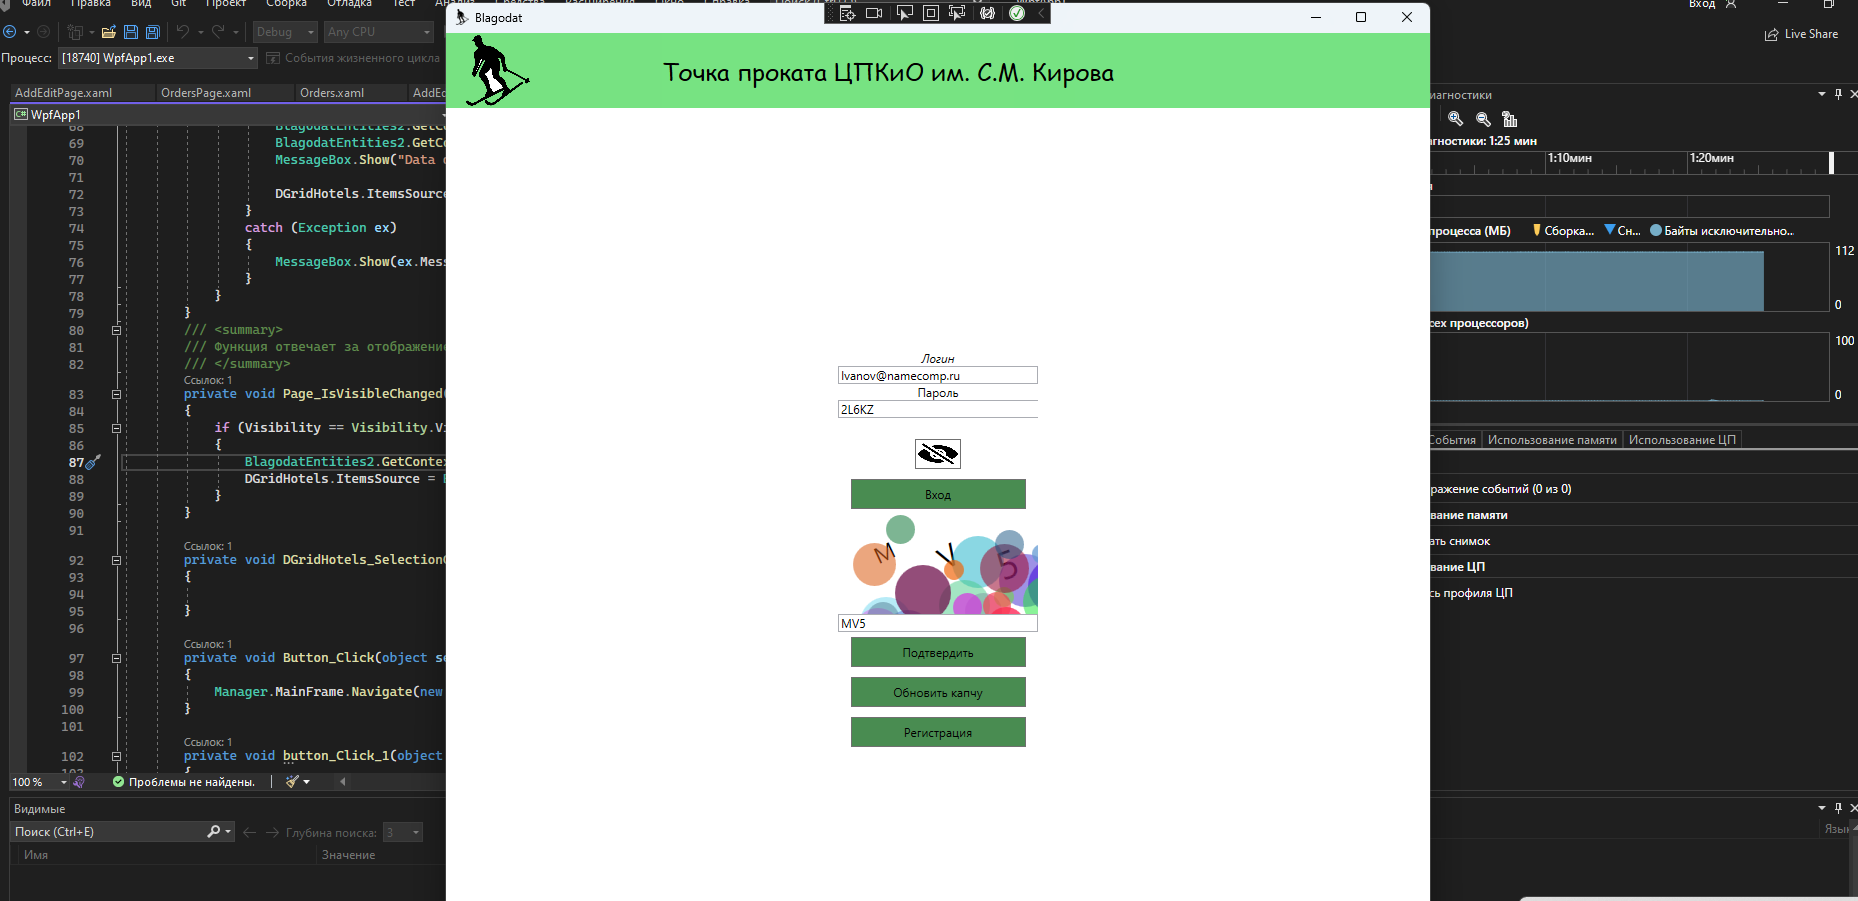 Файл Правка Вид Git Проект Сборка Отладка Тест
Вход
Debug Any CPU
Live Share
Процесс: [18740] WpfApp1.exe События жизненного цикла
AddEditPage.xaml OrdersPage.xaml Orders.xaml AddEd
WpfApp1
68 BlagodatEntities2.GetCo
69 BlagodatEntities2.GetCo
70 MessageBox.Show("Data
71
72 DGridHotels.ItemsSource
73 }
74 catch (Exception ex)
75 {
76 MessageBox.Show(ex.Mess
77 }
78 }
79 }
80 /// <summary>
81 /// Функция отвечает за отображение
82 /// </summary>
Ссылок: 1
83 private void Page_IsVisibleChanged(
84 {
85 if (Visibility == Visibility.Vi
86 {
87 BlagodatEntities2.GetContex
88 DGridHotels.ItemsSource =
89 }
90 }
91
Ссылок: 1
92 private void DGridHotels_Selection
93 {
94
95 }
96
Ссылок: 1
97 private void Button_Click(object se
98 {
99 Manager.MainFrame.Navigate(new
100 }
101
Ссылок: 1
102 private void button_Click_1(object
100 % Проблемы не найдены.
Видимые
Поиск (Ctrl+E) Глубина поиска: 3
Имя Значение
Blagodat
Точка проката ЦПКиО им. С.М. Кирова
Логин
Ivanov@namecomp.ru
Пароль
2L6KZ
Вход
M V 5
MV5
Подтвердить
Обновить капчу
Регистрация
иагностики
гностики: 1:25 мин
1:10мин 1:20мин
процесса (МБ) Сборка... Сн... Байты исключительно...
112
0
сех процессоров)
100
0
События Использование памяти Использование ЦП
ражение событий (0 из 0)
вание памяти
ать снимок
вание ЦП
сь профиля ЦП
Язык